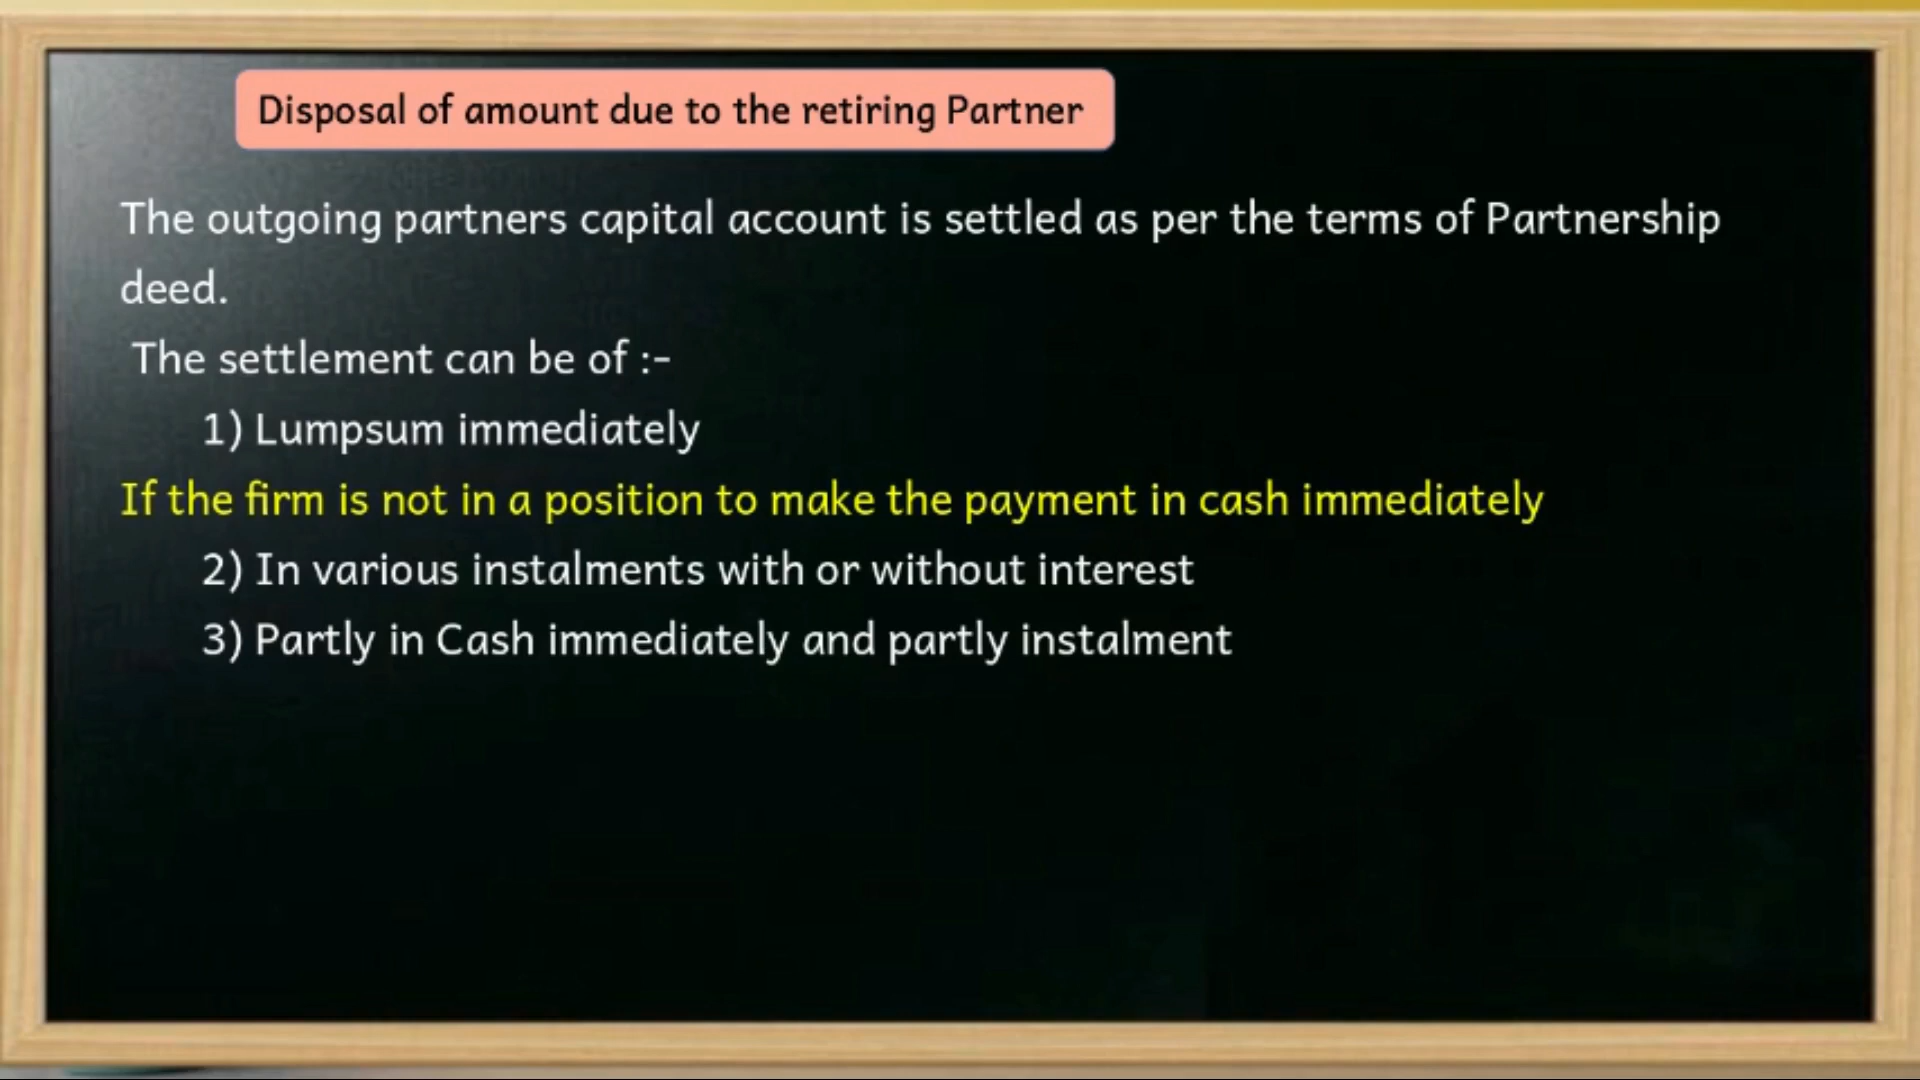 Disposal of amount due to the retiring Partner
The outgoing partners capital account is settled as per the terms of Partnership
deed.
The settlement can be of :-
1) Lumpsum immediately
If the firm is not in a position to make the payment in cash immediately
2) In various instalments with or without interest
3) Partly in Cash immediately and partly instalment